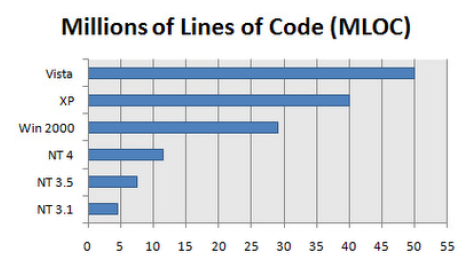 Millions of Lines of Code (MLOC)
Vista
XP
Win 2000
NT 4
NT 3.5
NT 3.1
0 5 10 15 20 25 30 35 40 45 50 55